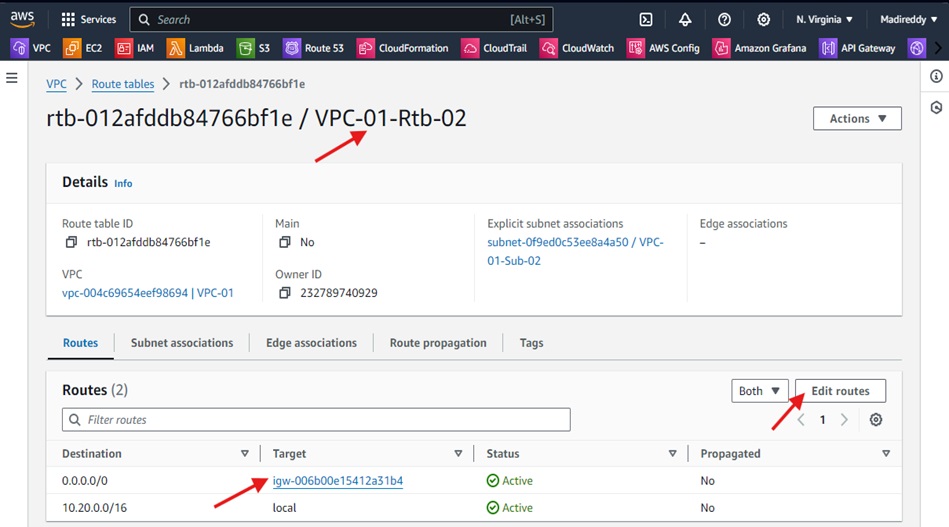 aws Services Search [Alt+S] N. Virginia Madireddy
VPC EC2 IAM Lambda S3 Route 53 CloudFormation CloudTrail CloudWatch AWS Config Amazon Grafana API Gateway
VPC > Route tables > rtb-012afddb84766bf1e
rtb-012afddb84766bf1e / VPC-01-Rtb-02
Actions
Details Info
Route table ID Main Explicit subnet associations Edge associations
rtb-012afddb84766bf1e No subnet-0f9ed0c53ee8a4a50 / VPC- –
01-Sub-02
VPC Owner ID
vpc-004c69654eef98694 | VPC-01 232789740929
Routes Subnet associations Edge associations Route propagation Tags
Routes (2) Both Edit routes
Filter routes 1
Destination Target Status Propagated
0.0.0.0/0 igw-006b00e15412a31b4 Active No
10.20.0.0/16 local Active No